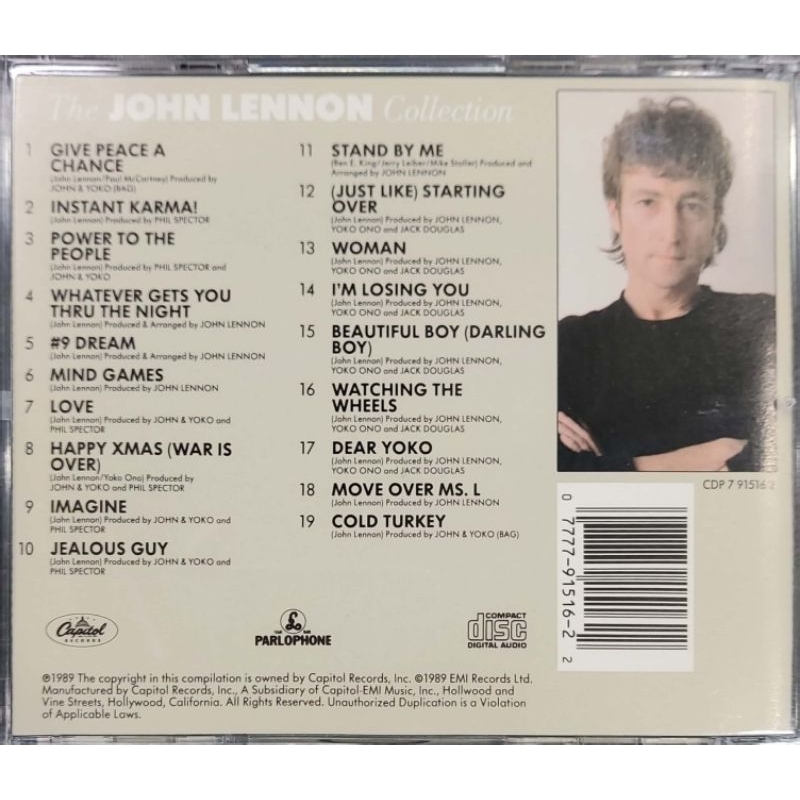 The JOHN LENNON Collection
1 GIVE PEACE A
CHANCE
(John Lennon/Paul McCartney) Produced by
JOHN & YOKO (BAG)
2 INSTANT KARMA!
(John Lennon) Produced by PHIL SPECTOR
3 POWER TO THE
PEOPLE
(John Lennon) Produced by PHIL SPECTOR and
JOHN & YOKO
4 WHATEVER GETS YOU
THRU THE NIGHT
(John Lennon) Produced & Arranged by JOHN LENNON
5 #9 DREAM
(John Lennon) Produced & Arranged by JOHN LENNON
6 MIND GAMES
(John Lennon) Produced by JOHN LENNON
7 LOVE
(John Lennon) Produced by JOHN & YOKO and
PHIL SPECTOR
8 HAPPY XMAS (WAR IS
OVER)
(John Lennon/Yoko Ono) Produced by
JOHN & YOKO and PHIL SPECTOR
9 IMAGINE
(John Lennon) Produced by JOHN & YOKO and
PHIL SPECTOR
10 JEALOUS GUY
(John Lennon) Produced by JOHN & YOKO and
PHIL SPECTOR
11 STAND BY ME
(Ben E. King/Jerry Leiber/Mike Stoller) Produced and
Arranged by JOHN LENNON
12 (JUST LIKE) STARTING
OVER
(John Lennon) Produced by JOHN LENNON,
YOKO ONO and JACK DOUGLAS
13 WOMAN
(John Lennon) Produced by JOHN LENNON,
YOKO ONO and JACK DOUGLAS
14 I'M LOSING YOU
(John Lennon) Produced by JOHN LENNON,
YOKO ONO and JACK DOUGLAS
15 BEAUTIFUL BOY (DARLING
BOY)
(John Lennon) Produced by JOHN LENNON,
YOKO ONO and JACK DOUGLAS
16 WATCHING THE
WHEELS
(John Lennon) Produced by JOHN LENNON,
YOKO ONO and JACK DOUGLAS
17 DEAR YOKO
(John Lennon) Produced by JOHN LENNON,
YOKO ONO and JACK DOUGLAS
18 MOVE OVER MS. L
(John Lennon) Produced by JOHN LENNON
19 COLD TURKEY
(John Lennon) Produced by JOHN & YOKO (BAG)
CDP 7 91516 2
0 7777-91516-2 2
Capitol
RECORDS
PARLOPHONE
COMPACT
disc
DIGITAL AUDIO
℗1989 The copyright in this compilation is owned by Capitol Records, Inc. ©1989 EMI Records Ltd.
Manufactured by Capitol Records, Inc., A Subsidiary of Capitol-EMI Music, Inc., Hollwood and
Vine Streets, Hollywood, California. All Rights Reserved. Unauthorized Duplication is a Violation
of Applicable Laws.